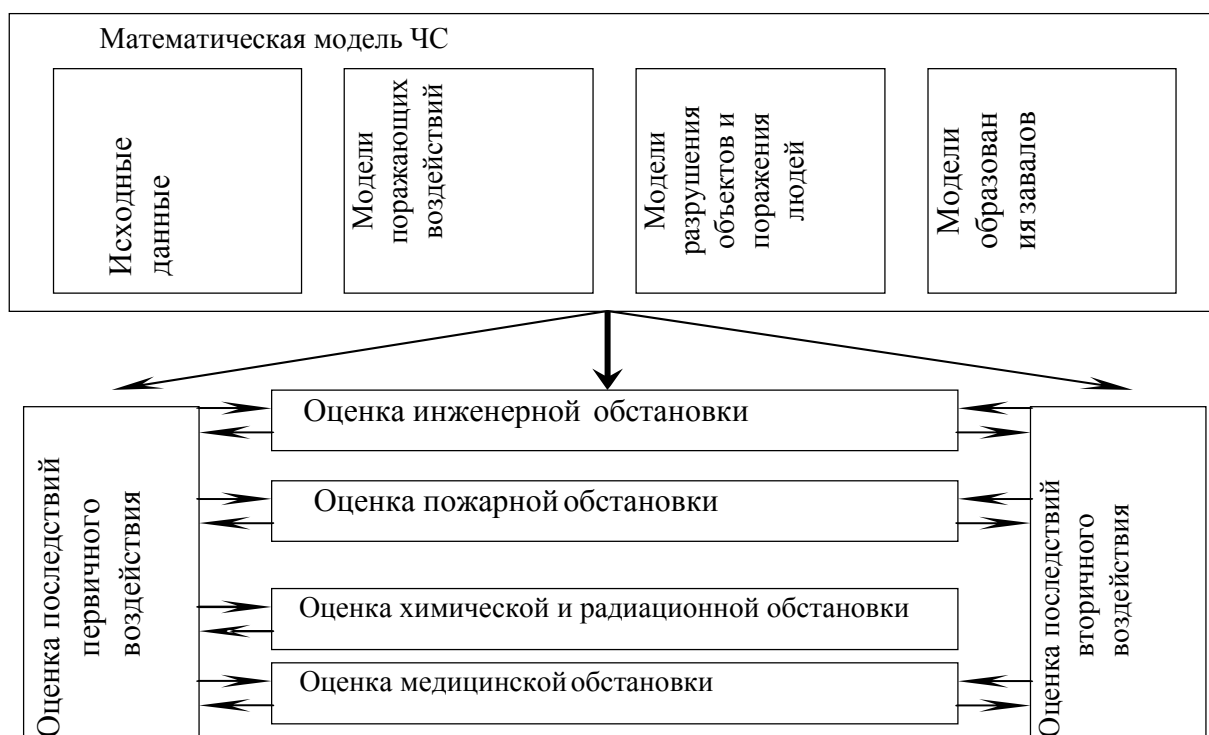 Математическая модель ЧС
Исходные
данные
Модели
поражающих
воздействий
Модели
разрушения
объектов и
поражения
людей
Модели
образован
ия завалов
Оценка последствий
первичного
воздействия
Оценка инженерной обстановки
Оценка пожарной обстановки
Оценка химической и радиационной обстановки
Оценка медицинской обстановки
Оценка последствий
вторичного
воздействия